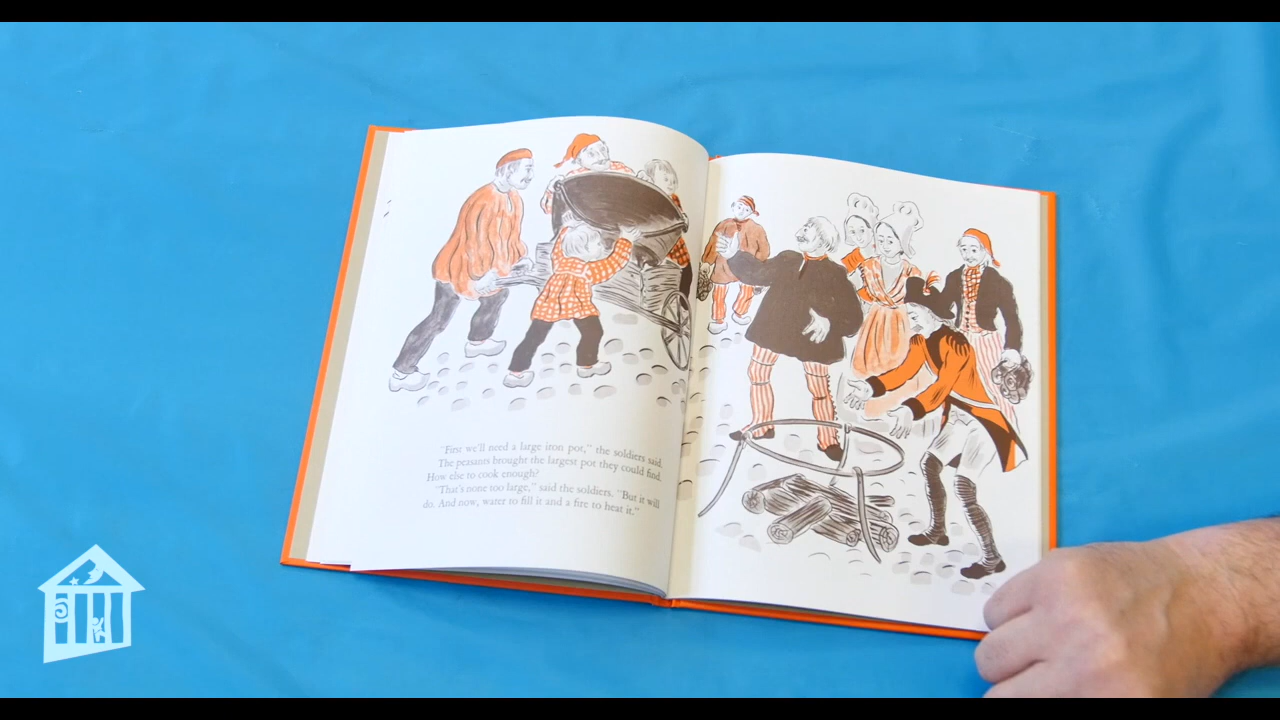 "First we'll need a large iron pot," the soldiers said.
The peasants brought the largest pot they could find.
How else to cook enough?
"That's none too large," said the soldiers. "But it will
do. And now, water to fill it and a fire to heat it."